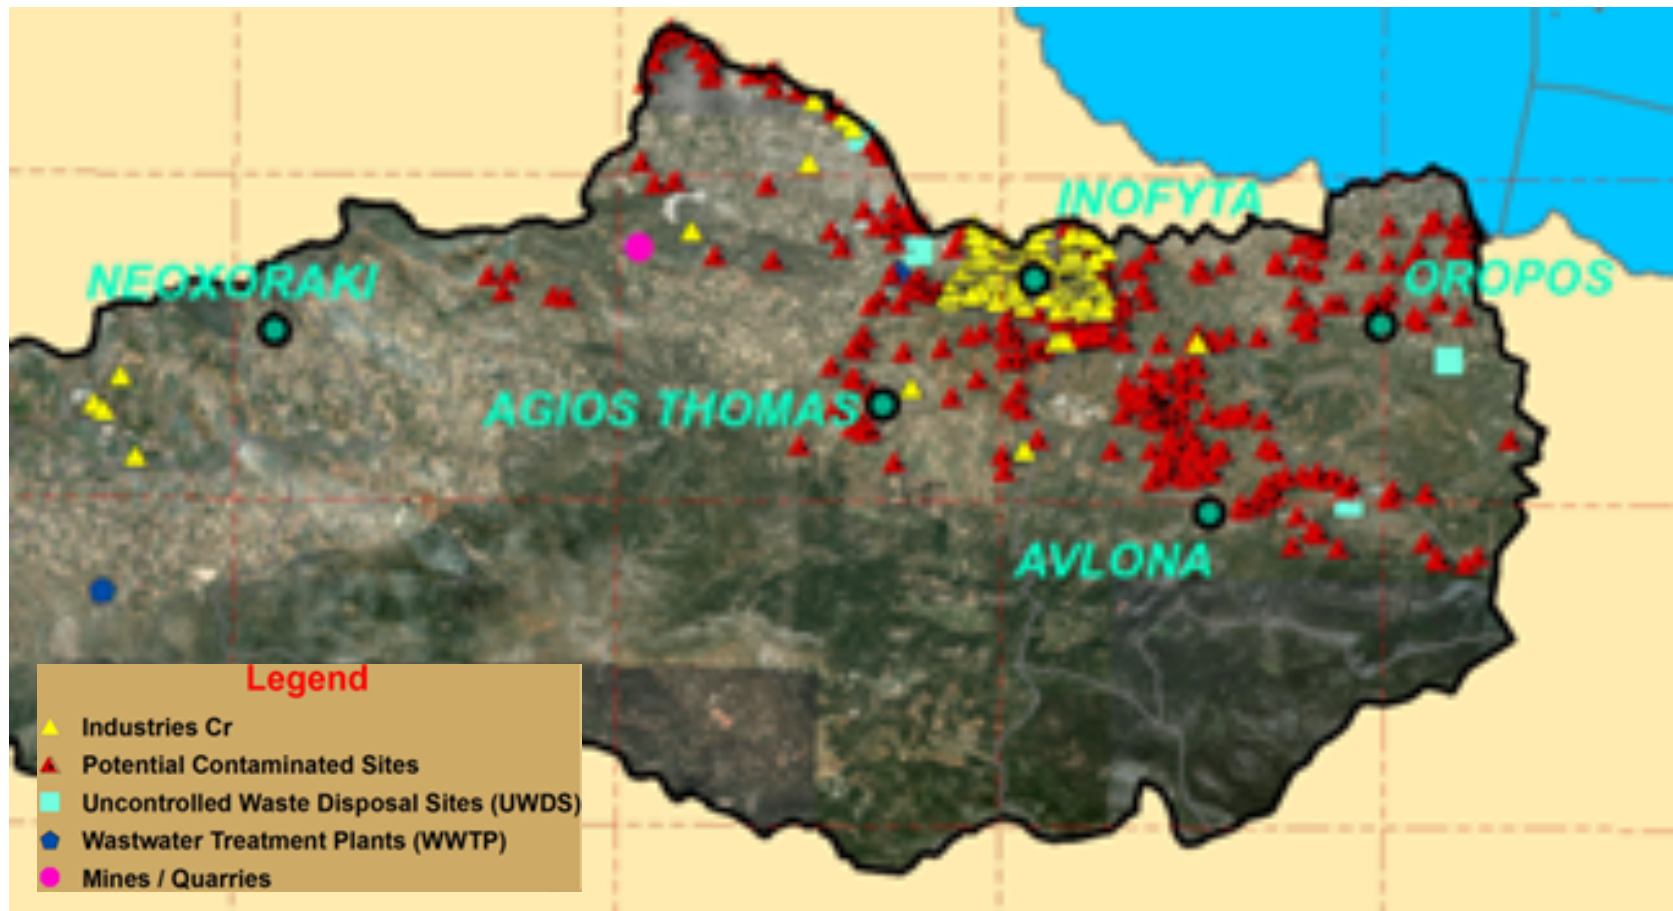 INOFYTA
NEOXORAKI
OROPOS
AGIOS THOMAS
AVLONA
Legend
Industries Cr
Potential Contaminated Sites
Uncontrolled Waste Disposal Sites (UWDS)
Wastwater Treatment Plants (WWTP)
Mines / Quarries